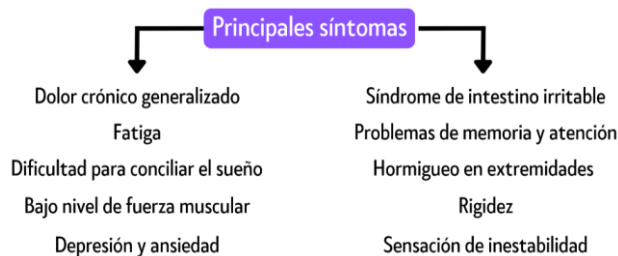 Principales síntomas
Dolor crónico generalizado
Fatiga
Dificultad para conciliar el sueño
Bajo nivel de fuerza muscular
Depresión y ansiedad
Síndrome de intestino irritable
Problemas de memoria y atención
Hormigueo en extremidades
Rigidez
Sensación de inestabilidad